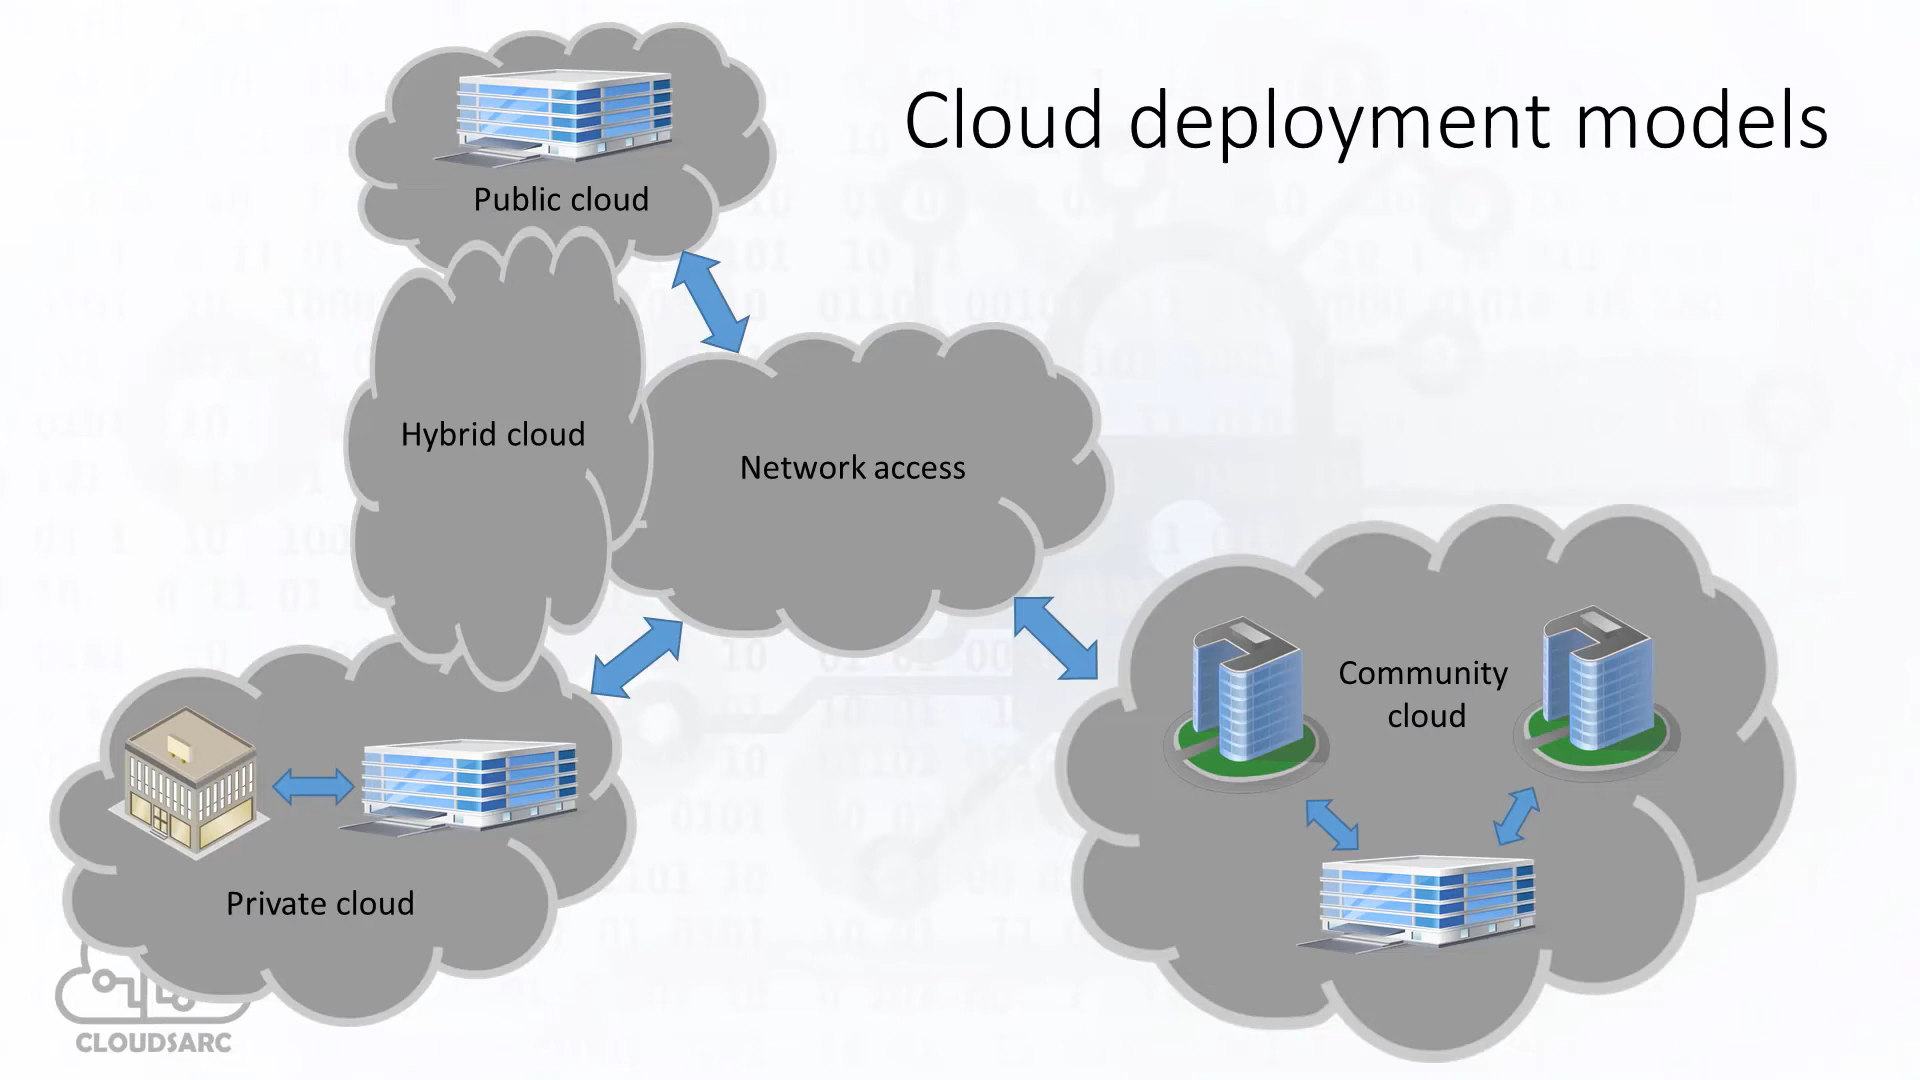 Cloud deployment models
Public cloud
Hybrid cloud
Network access
Community
cloud
Private cloud
CLOUDSARC